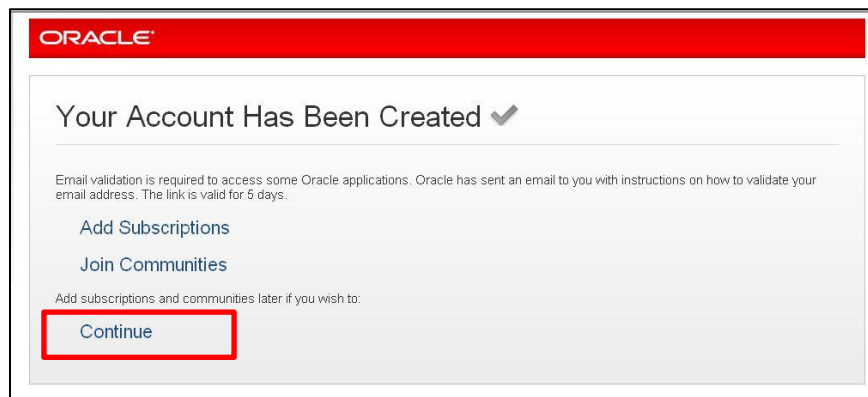 ORACLE
Your Account Has Been Created
Email validation is required to access some Oracle applications. Oracle has sent an email to you with instructions on how to validate your
email address. The link is valid for 5 days.
Add Subscriptions
Join Communities
Add subscriptions and communities later if you wish to:
Continue